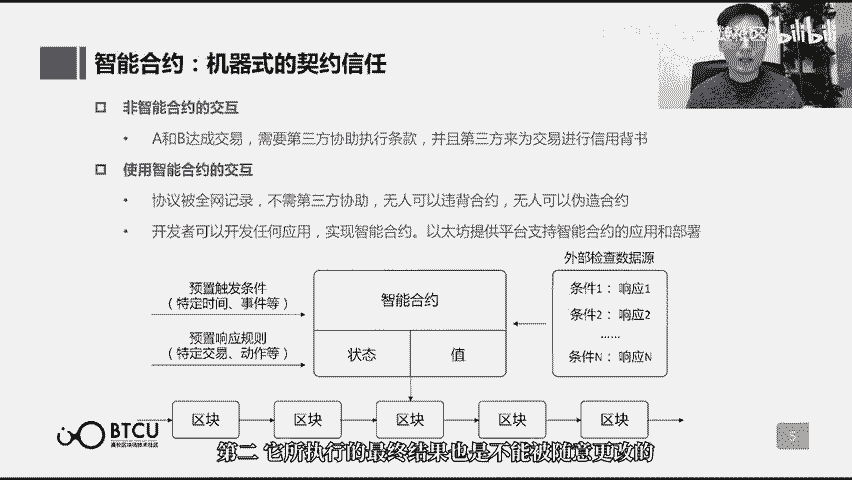 智能合约：机器式的契约信任
bilibili
非智能合约的交互
A和B达成交易，需要第三方协助执行条款，并且第三方来为交易进行信用背书
使用智能合约的交互
协议被全网记录，不需第三方协助，无人可以违背合约，无人可以伪造合约
开发者可以开发任何应用，实现智能合约。以太坊提供平台支持智能合约的应用和部署
外部检查数据源
预置触发条件
（特定时间、事件等）
智能合约
条件1： 响应1
条件2： 响应2
……
条件N： 响应N
预置响应规则
（特定交易、动作等）
状态
值
区块
区块
区块
区块
区块
BTCU
第二 它所执行的最终结果也是不能被随意更改的